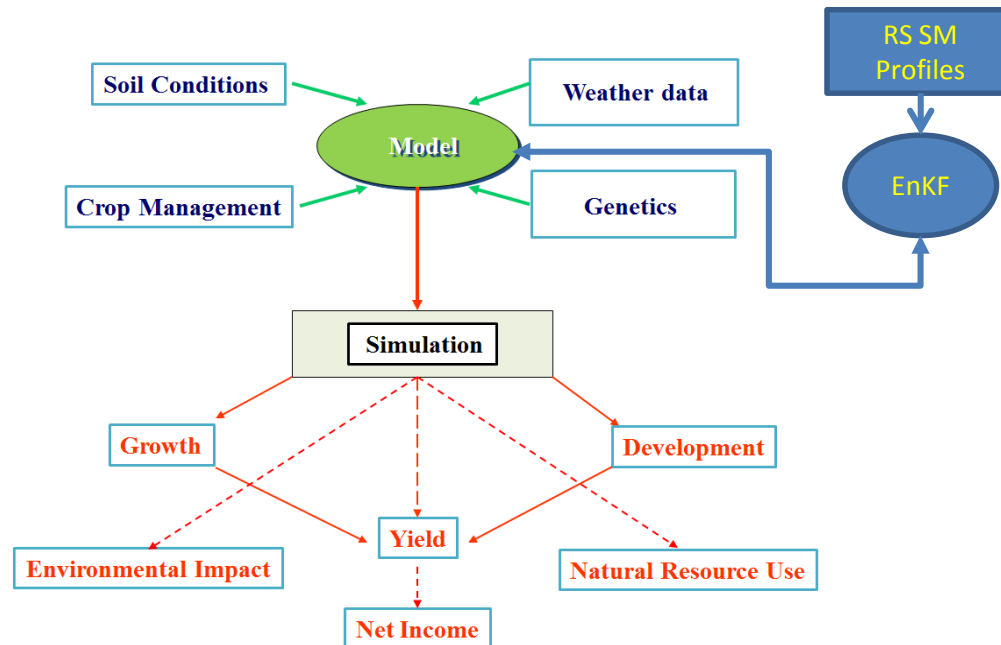 RS SM
Profiles
Soil Conditions
Weather data
Model
EnKF
Crop Management
Genetics
Simulation
Growth
Development
Yield
Environmental Impact
Natural Resource Use
Net Income